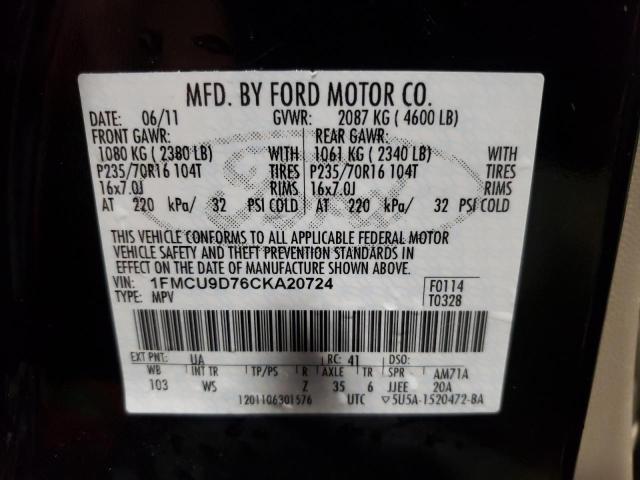 MFD. BY FORD MOTOR CO.
DATE: 06/11 GVWR: 2087 KG ( 4600 LB)
FRONT GAWR: REAR GAWR:
1080 KG ( 2380 LB) WITH 1061 KG ( 2340 LB) WITH
P235/70R16 104T TIRES P235/70R16 104T TIRES
16x7.0J RIMS 16x7.0J RIMS
AT 220 kPa/ 32 PSI COLD AT 220 kPa/ 32 PSI COLD
THIS VEHICLE CONFORMS TO ALL APPLICABLE FEDERAL MOTOR
VEHICLE SAFETY AND THEFT PREVENTION STANDARDS IN
EFFECT ON THE DATE OF MANUFACTURE SHOWN ABOVE.
VIN: 1FMCU9D76CKA20724 F0114
TYPE: MPV T0328
EXT PNT: UA RC: 41 DSO:
WB INT TR TP/PS R AXLE TR SPR AM71A
103 WS Z 35 6 JJEE 20A
1201106301576 UTC ▽5U5A-1520472-BA
Ford